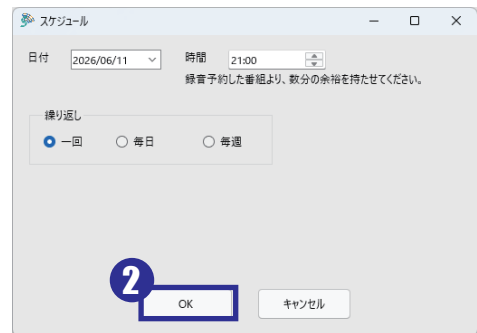 スケジュール
日付 2026/06/11 時間 21:00
録音予約した番組より、数分の余裕を持たせてください。
繰り返し
一回 毎日 毎週
2
OK キャンセル